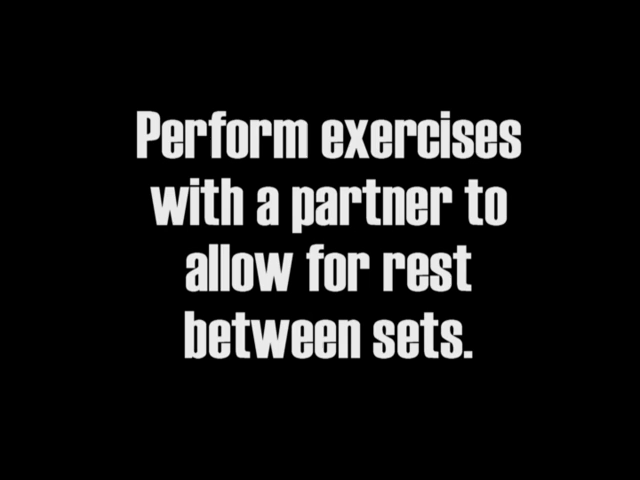 Perform exercises
with a partner to
allow for rest
between sets.